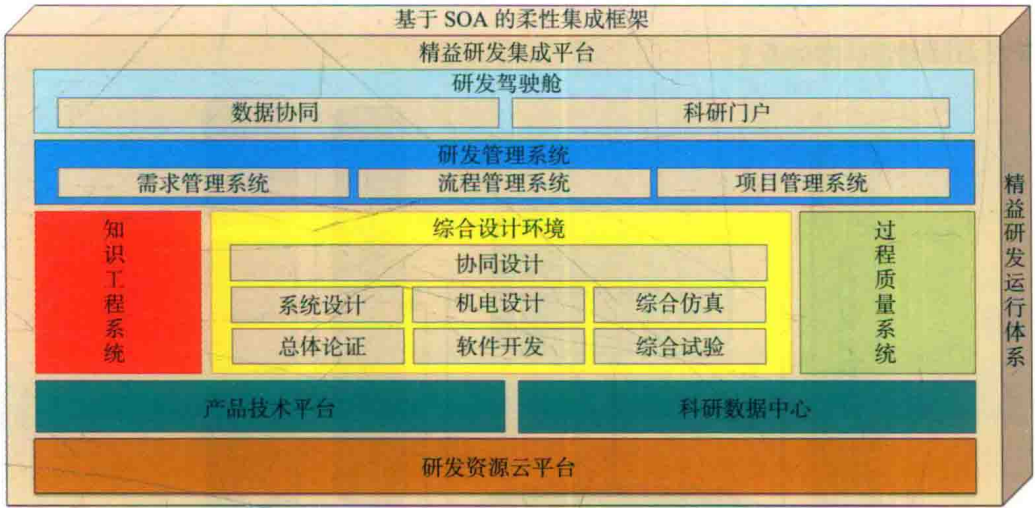 基于 SOA 的柔性集成框架
精益研发集成平台
研发驾驶舱
数据协同
科研门户
研发管理系统
需求管理系统
流程管理系统
项目管理系统
知识工程系统
综合设计环境
协同设计
系统设计
机电设计
综合仿真
总体论证
软件开发
综合试验
过程质量系统
精益研发运行体系
产品技术平台
科研数据中心
研发资源云平台